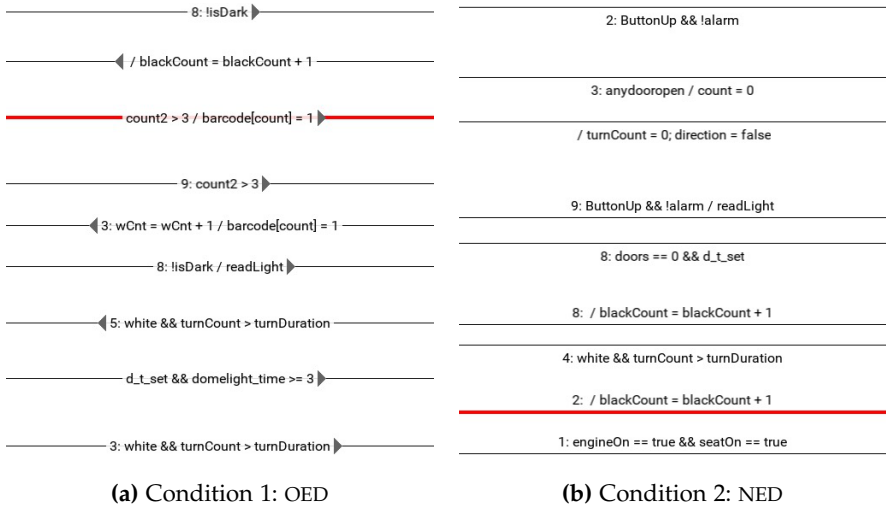 8: !isDark
/ blackCount = blackCount + 1
count2 > 3 / barcode[count] = 1
9: count2 > 3
3: wCnt = wCnt + 1 / barcode[count] = 1
8: !isDark / readLight
5: white && turnCount > turnDuration
d_t_set && domelight_time >= 3
3: white && turnCount > turnDuration
(a) Condition 1: OED
2: ButtonUp && !alarm
3: anydooropen / count = 0
/ turnCount = 0; direction = false
9: ButtonUp && !alarm / readLight
8: doors == 0 && d_t_set
8: / blackCount = blackCount + 1
4: white && turnCount > turnDuration
2: / blackCount = blackCount + 1
1: engineOn == true && seatOn == true
(b) Condition 2: NED